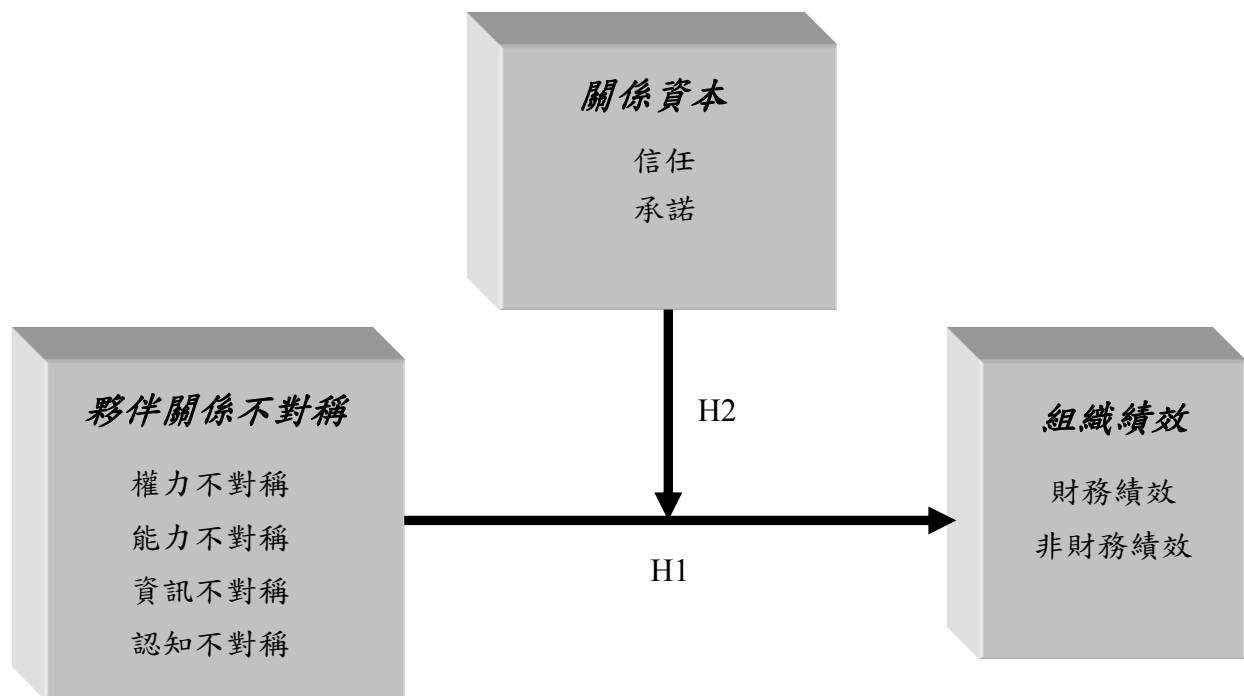 關係資本
信任
承諾
H2
夥伴關係不對稱
權力不對稱
能力不對稱
資訊不對稱
認知不對稱
H1
組織績效
財務績效
非財務績效